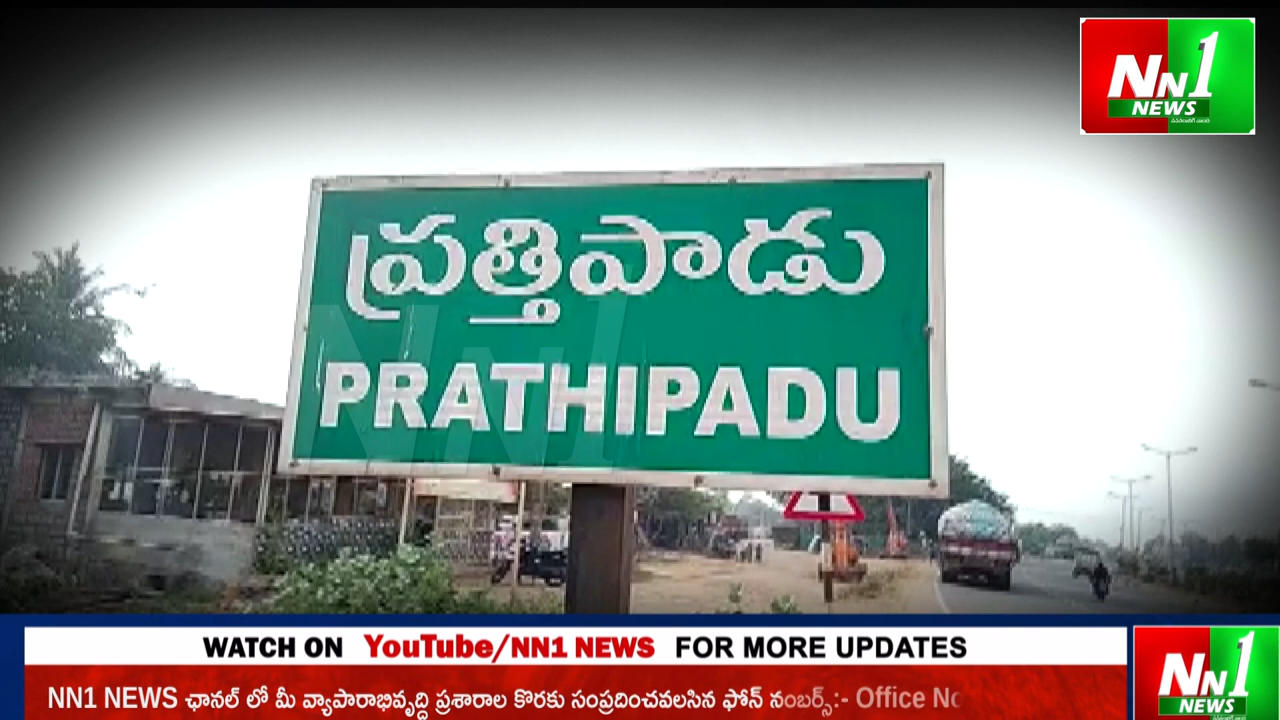 NN1
NEWS
ప్రత్తిపాడు
PRATHIPADU
NN1
WATCH ON YouTube/NN1 NEWS FOR MORE UPDATES
NN1 NEWS ఛానల్ లో మీ వ్యాపారాభివృద్ధి ప్రశారాల కొరకు సంప్రదించవలసిన ఫోన్ నంబర్స్:- Office No
NN1
NEWS